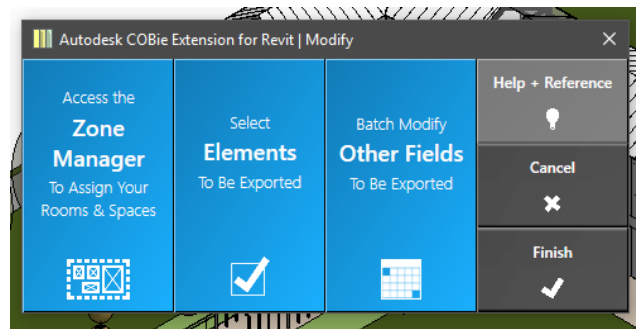 Autodesk COBie Extension for Revit | Modify
Access the
Zone
Manager
To Assign Your
Rooms & Spaces
Select
Elements
To Be Exported
Batch Modify
Other Fields
To Be Exported
Help + Reference
Cancel
Finish